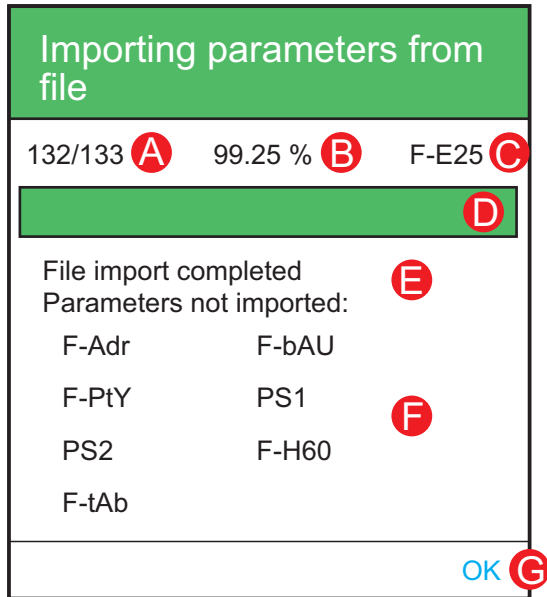 Importing parameters from
file
132/133 A 99.25 % B F-E25 C
D
File import completed E
Parameters not imported:
F-Adr F-bAU
F-PtY PS1 F
PS2 F-H60
F-tAb
OK G